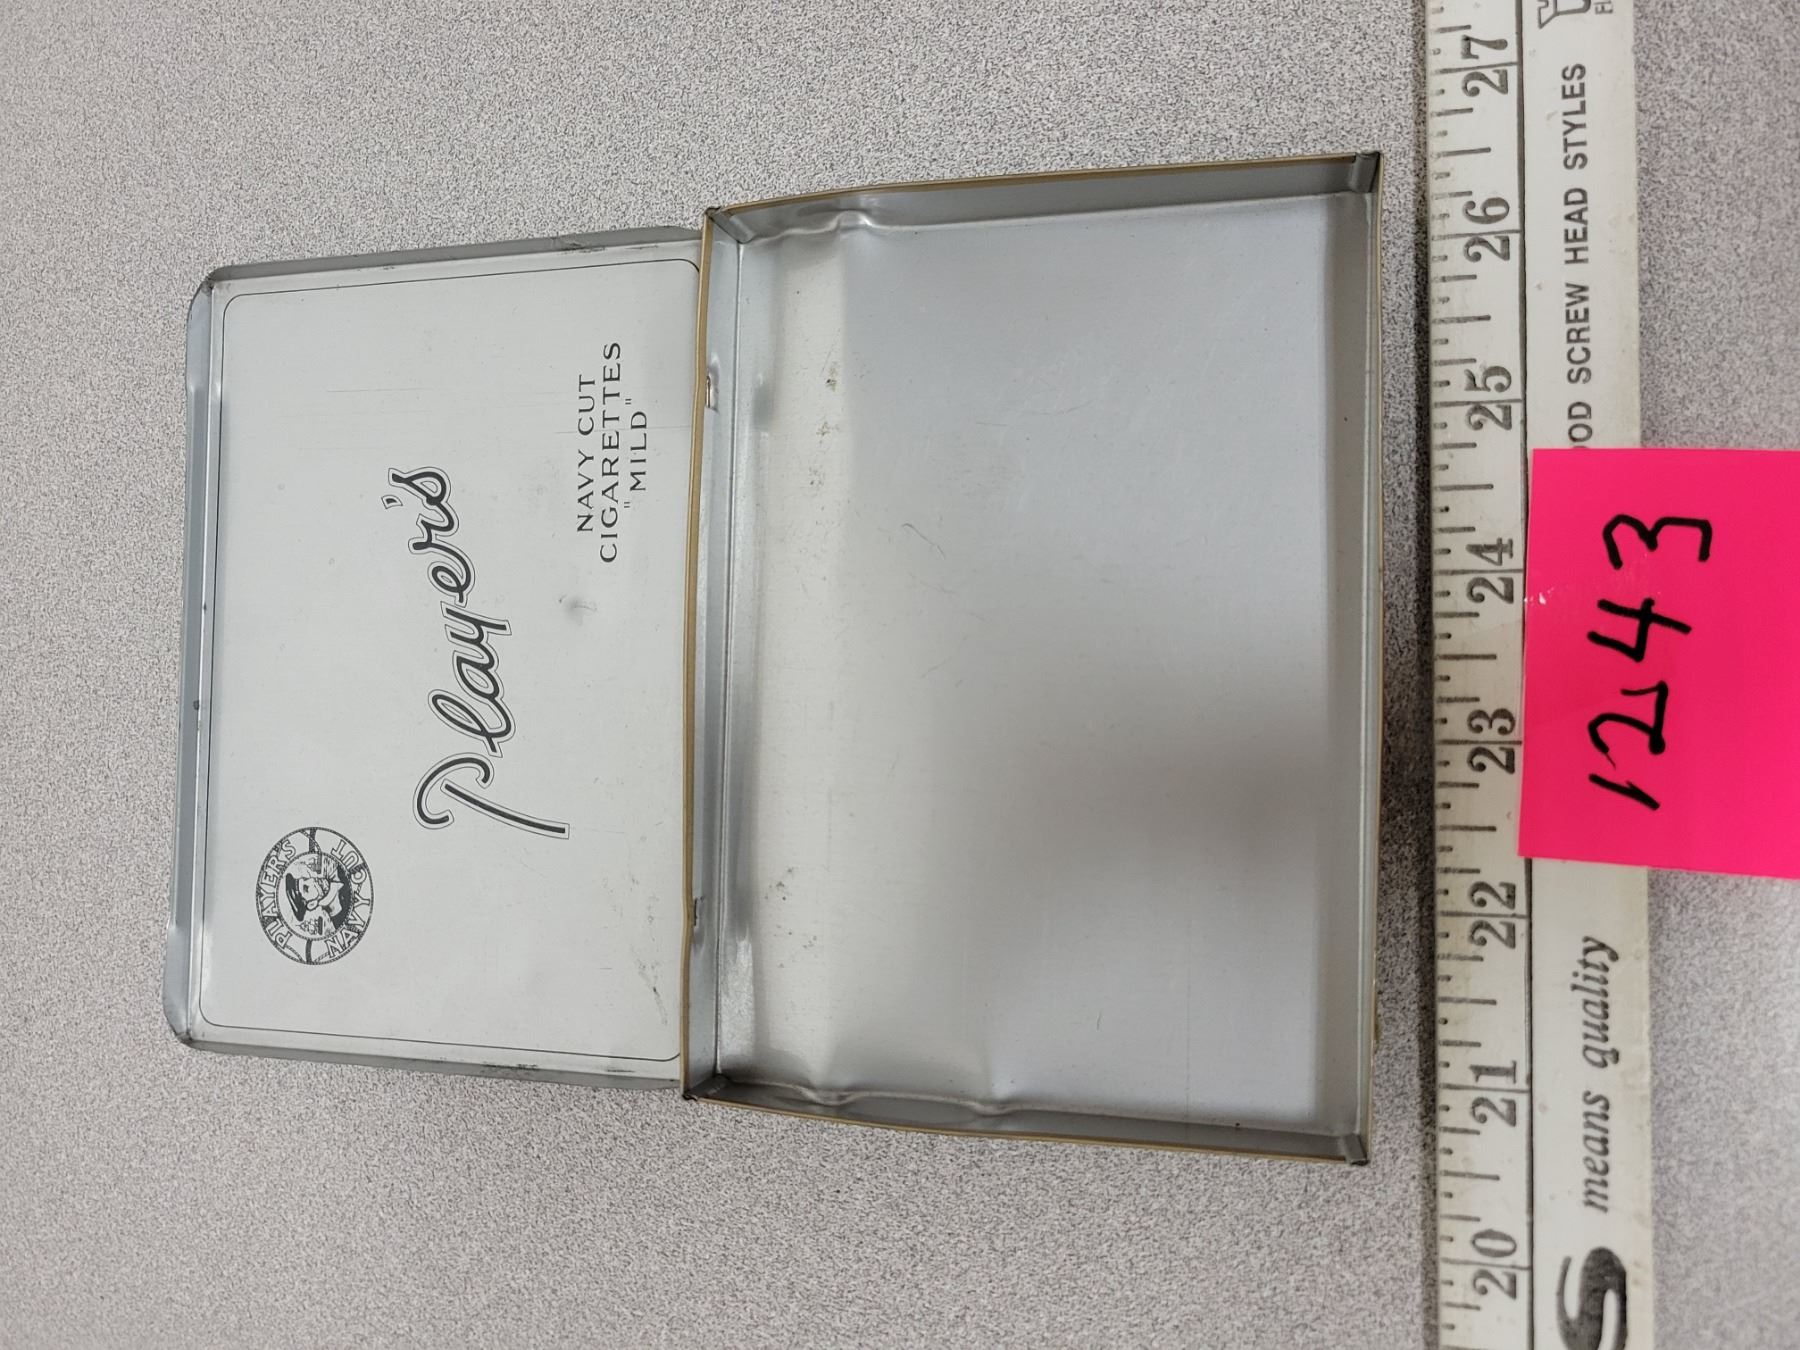 PLAYER'S
NAVY CUT
Player's
NAVY CUT
CIGARETTES
"MILD"
20 21 22 23 24 25 26 27
means quality
OD SCREW HEAD STYLES
1243